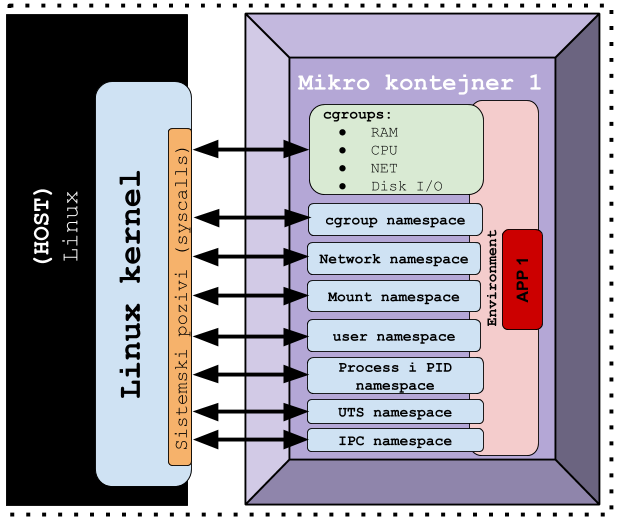 (HOST)
Linux
Linux kernel
Sistemski pozivi (syscalls)
Mikro kontejner 1
cgroups:
● RAM
● CPU
● NET
● Disk I/O
cgroup namespace
Network namespace
Mount namespace
user namespace
Process i PID
namespace
UTS namespace
IPC namespace
Environment
APP 1